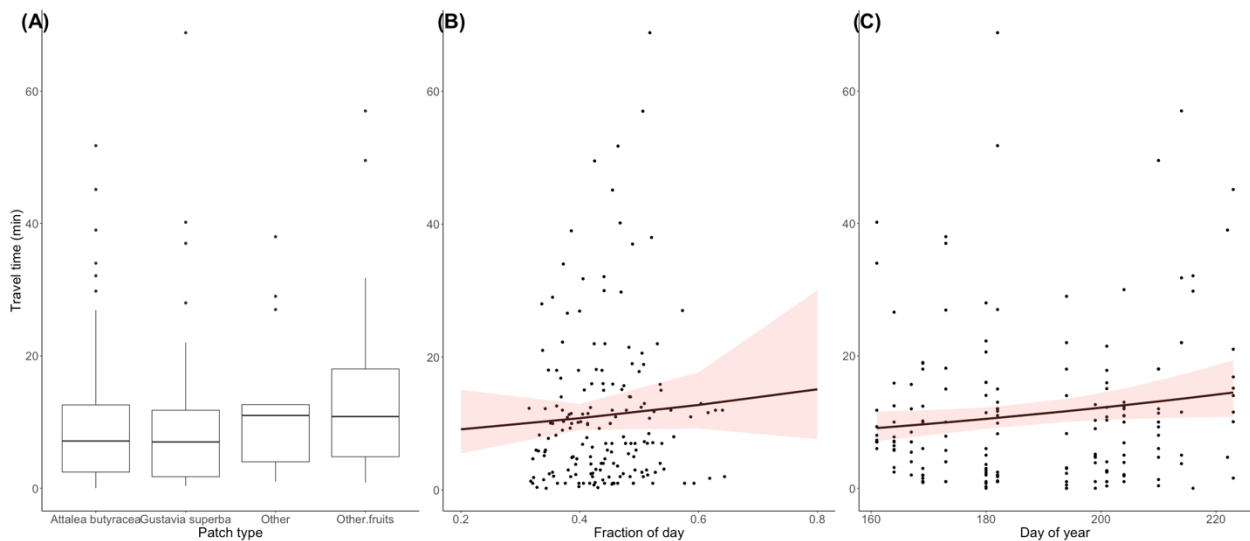 (A) (B) (C)
Travel time (min)
60
40
20
0
Attalea butyracea Gustavia superba Other Other.fruits
Patch type
60
40
20
0
0.2 0.4 0.6 0.8
Fraction of day
60
40
20
0
160 180 200 220
Day of year